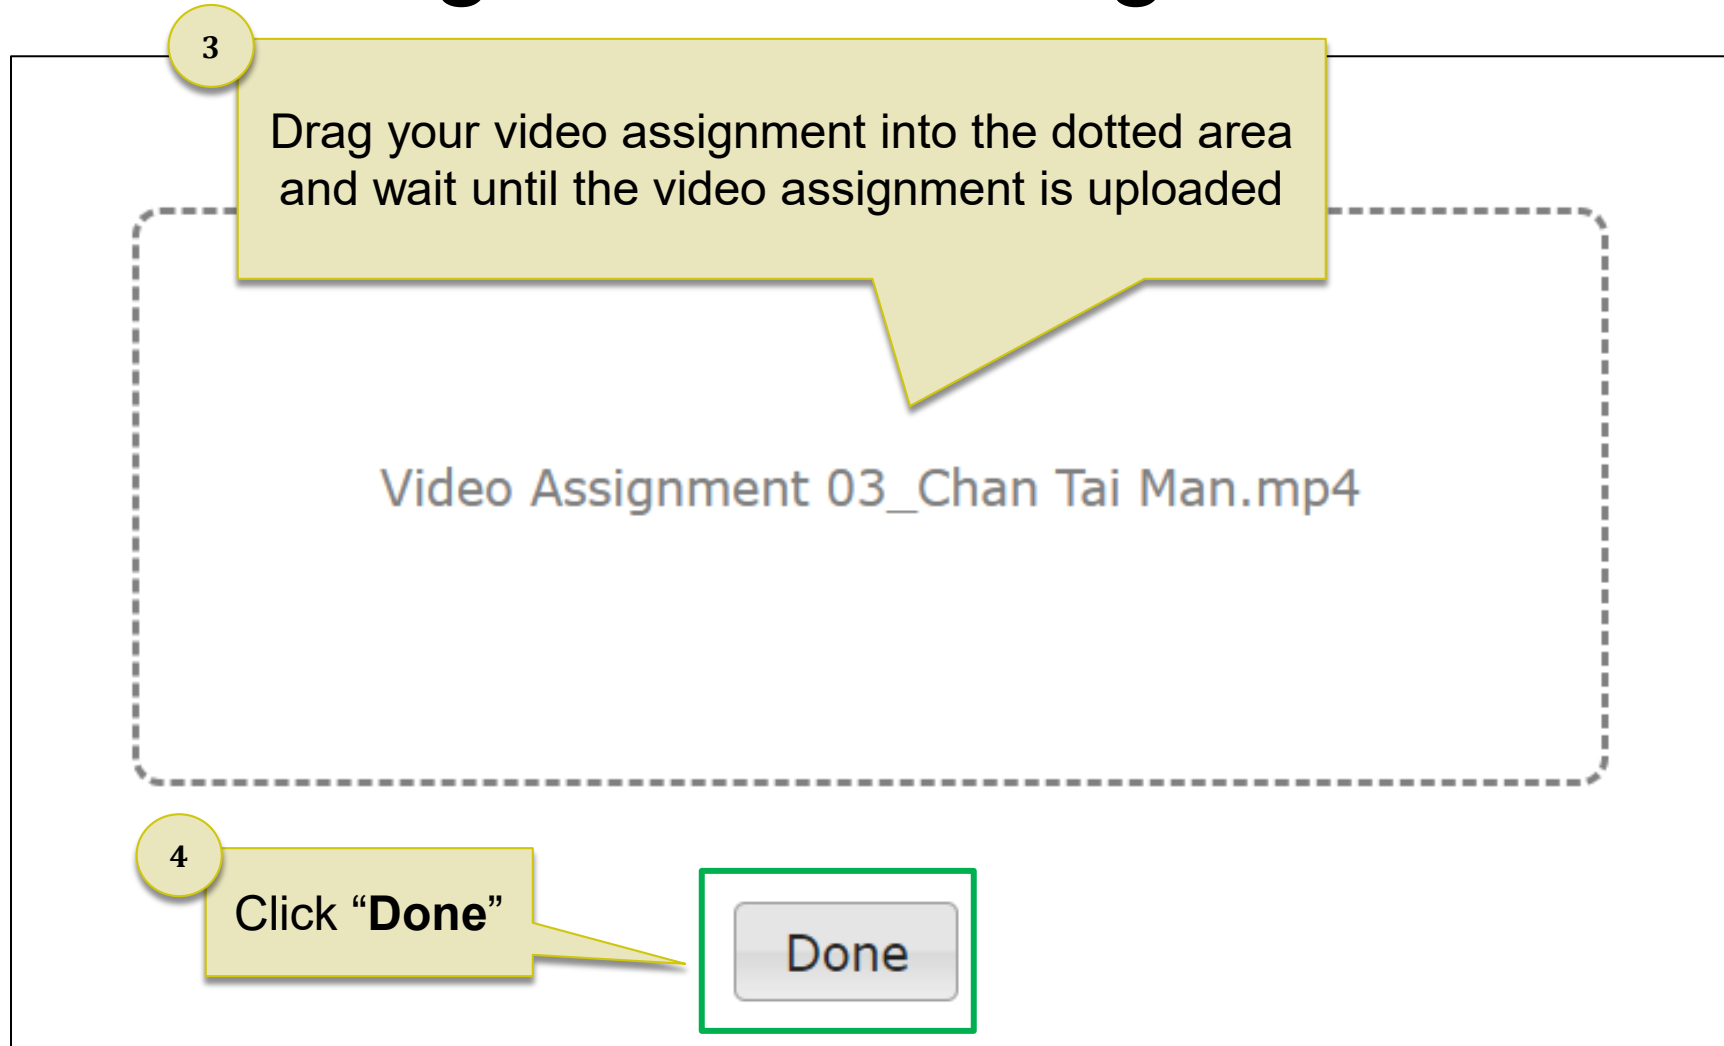 3
Drag your video assignment into the dotted area
and wait until the video assignment is uploaded
Video Assignment 03_Chan Tai Man.mp4
4
Click “Done”
Done